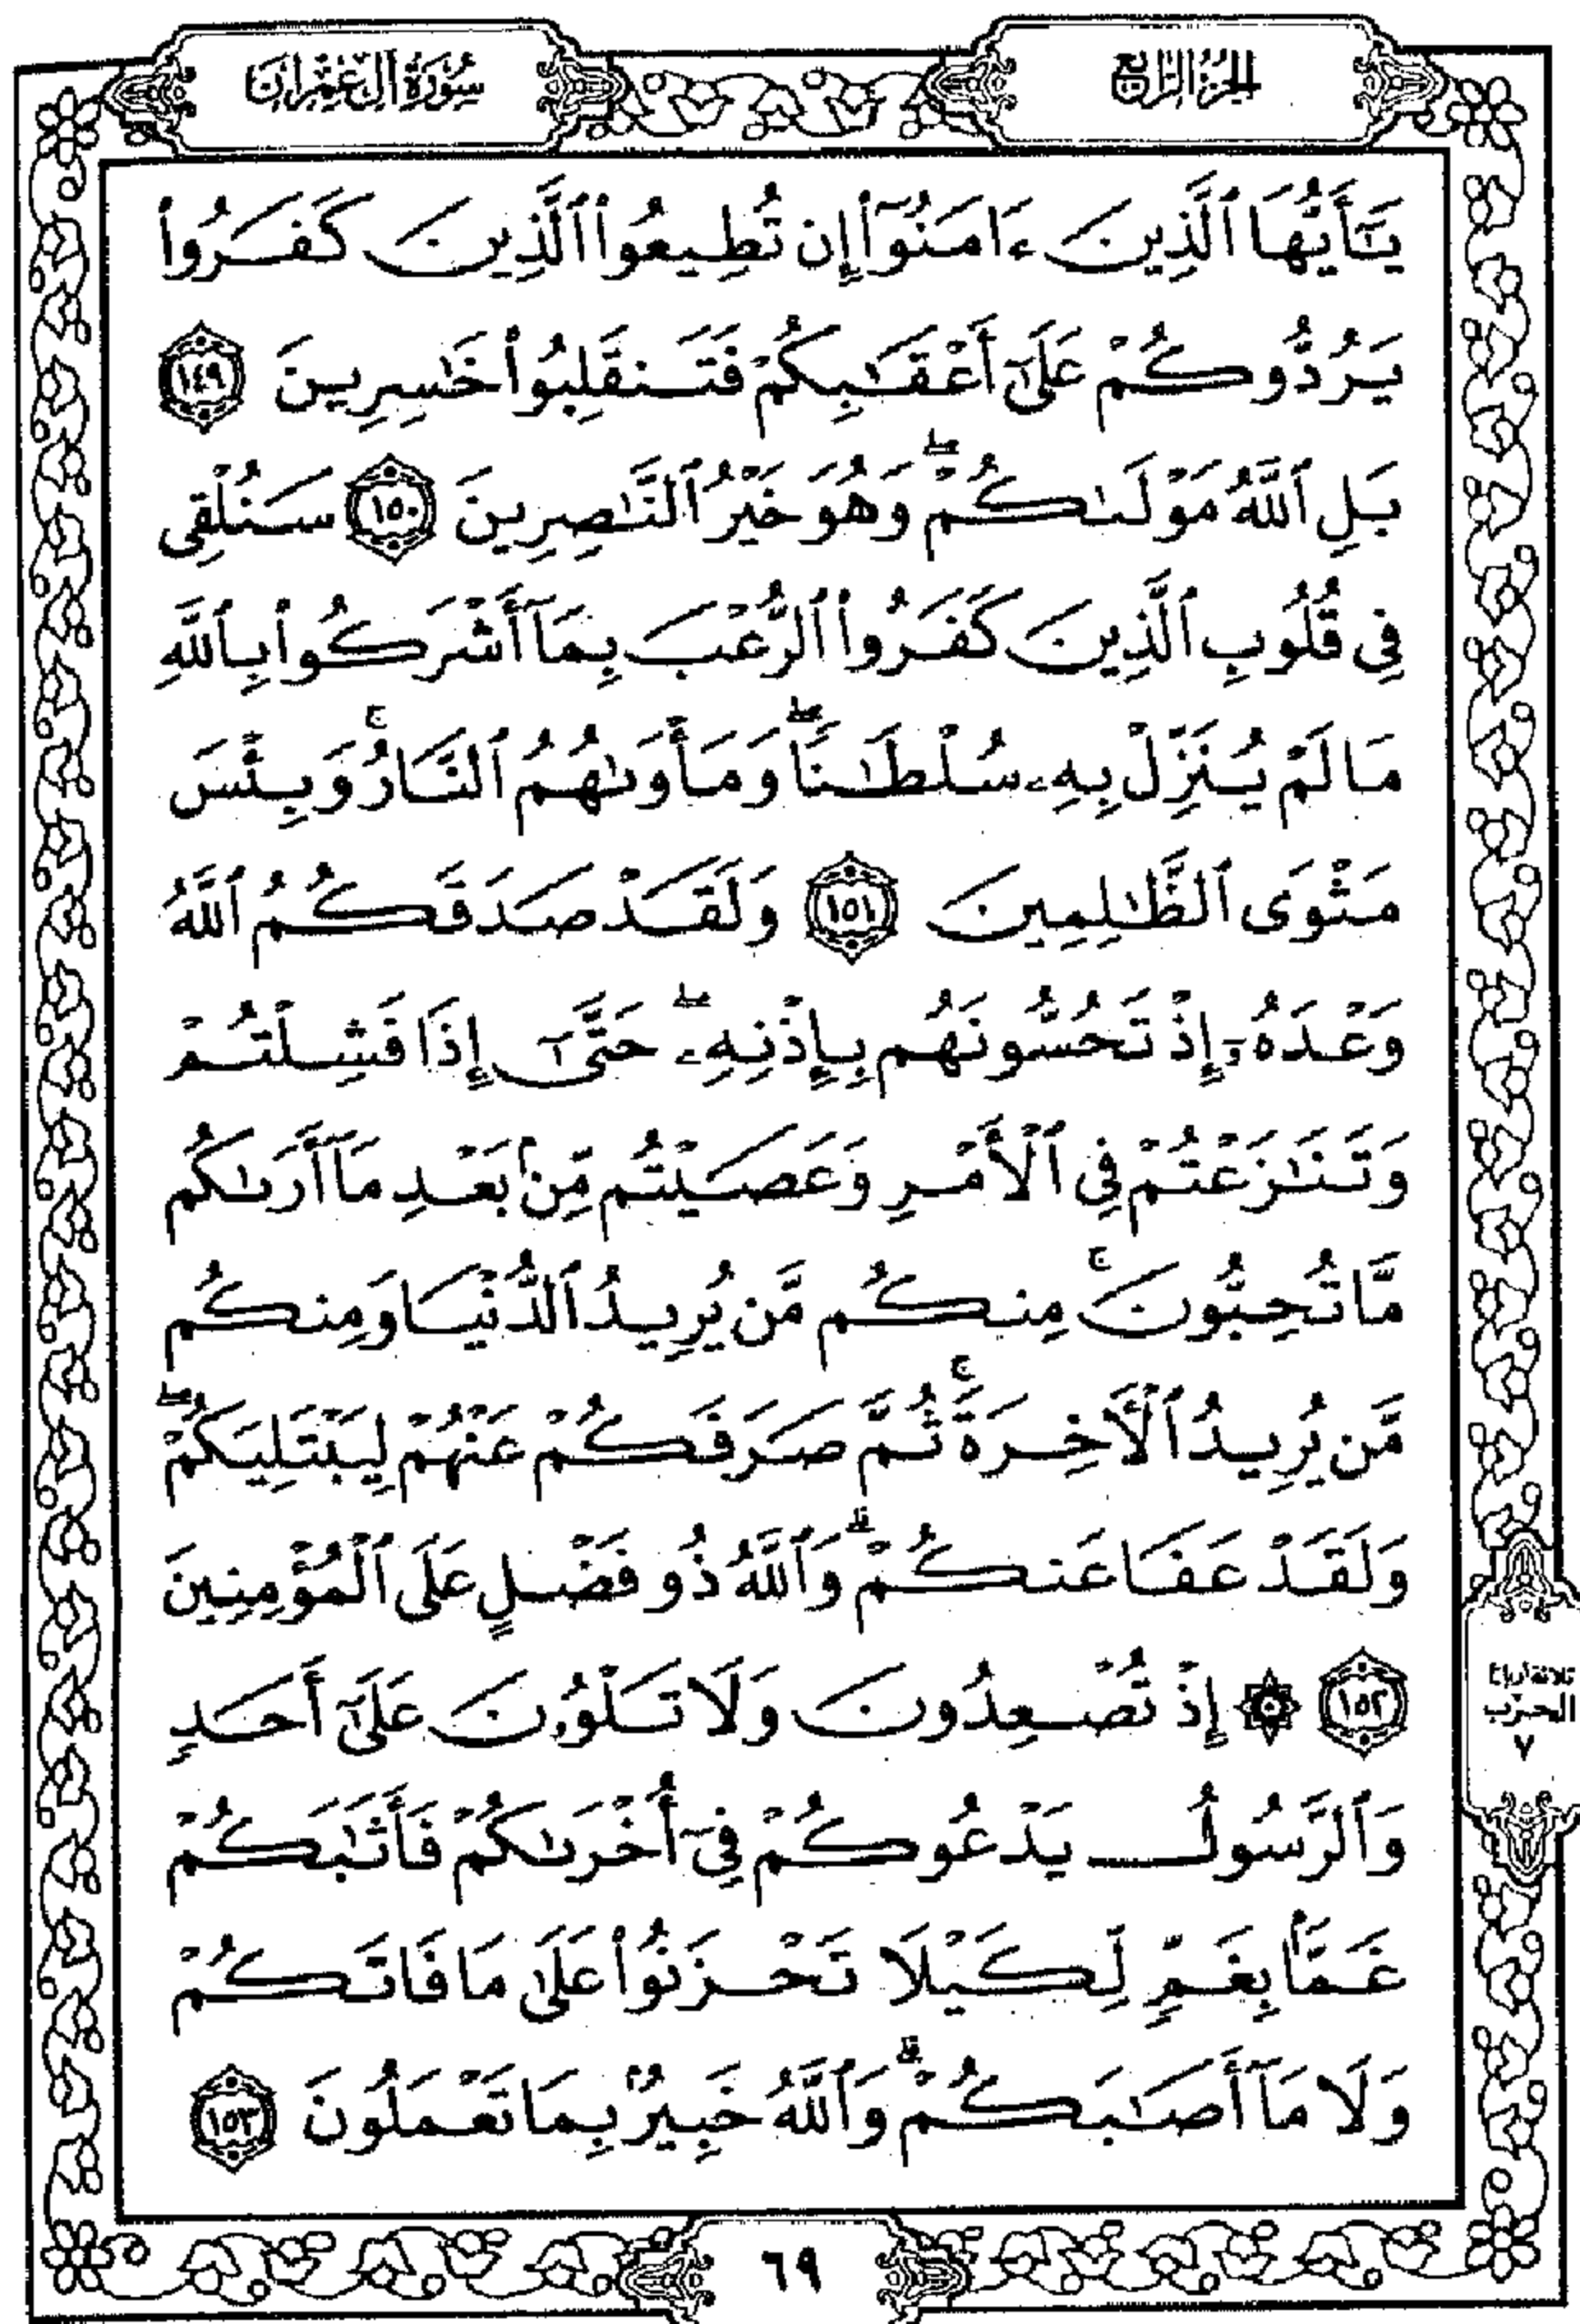 الجزء الرابع
سورة آل عمران
يَٰٓأَيُّهَا ٱلَّذِينَ ءَامَنُوٓا۟ إِن تُطِيعُوا۟ ٱلَّذِينَ كَفَرُوا۟
يَرُدُّوكُمْ عَلَىٰٓ أَعْقَٰبِكُمْ فَتَنقَلِبُوا۟ خَٰسِرِينَ ١٤٩
بَلِ ٱللَّهُ مَوْلَىٰكُمْ ۖ وَهُوَ خَيْرُ ٱلنَّٰصِرِينَ ١٥٠ سَنُلْقِى
فِى قُلُوبِ ٱلَّذِينَ كَفَرُوا۟ ٱلرُّعْبَ بِمَآ أَشْرَكُوا۟ بِٱللَّهِ
مَا لَمْ يُنَزِّلْ بِهِۦ سُلْطَٰنًا ۖ وَمَأْوَىٰهُمُ ٱلنَّارُ ۚ وَبِئْسَ
مَثْوَى ٱلظَّٰلِمِينَ ١٥١ وَلَقَدْ صَدَقَكُمُ ٱللَّهُ
وَعْدَهُۥٓ إِذْ تَحُسُّونَهُم بِإِذْنِهِۦ ۖ حَتَّىٰٓ إِذَا فَشِلْتُمْ
وَتَنَٰزَعْتُمْ فِى ٱلْأَمْرِ وَعَصَيْتُم مِّنۢ بَعْدِ مَآ أَرَىٰكُم
مَّا تُحِبُّونَ ۚ مِنكُم مَّن يُرِيدُ ٱلدُّنْيَا وَمِنكُم
مَّن يُرِيدُ ٱلْأَخِرَةَ ۚ ثُمَّ صَرَفَكُمْ عَنْهُمْ لِيَبْتَلِيَكُمْ ۖ
وَلَقَدْ عَفَا عَنكُمْ ۗ وَٱللَّهُ ذُو فَضْلٍ عَلَى ٱلْمُؤْمِنِينَ
١٥٢ ۞ إِذْ تُصْعِدُونَ وَلَا تَلْوُۥنَ عَلَىٰٓ أَحَدٍ
وَٱلرَّسُولُ يَدْعُوكُمْ فِىٓ أُخْرَىٰكُمْ فَأَثَٰبَكُمْ
غَمًّۢا بِغَمٍّ لِّكَيْلَا تَحْزَنُوا۟ عَلَىٰ مَا فَاتَكُمْ
وَلَا مَآ أَصَٰبَكُمْ ۗ وَٱللَّهُ خَبِيرٌۢ بِمَا تَعْمَلُونَ ١٥٣
ثلاثة أرباع
الحزب
٧
٦٩